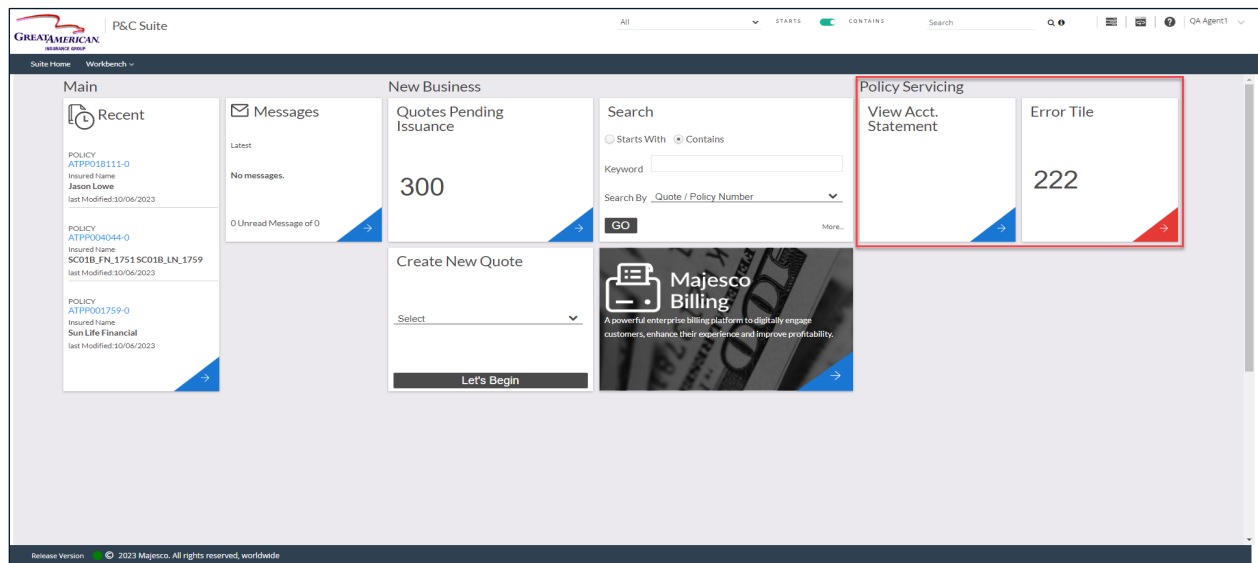 GREATAMERICAN.
INSURANCE GROUP
P&C Suite
All
STARTS
CONTAINS
Search
QA Agent1
Suite Home
Workbench
Main
Recent
POLICY
ATPP018111-0
Insured Name
Jason Lowe
last Modified:10/06/2023
POLICY
ATPP004044-0
Insured Name
SC01B_FN_1751 SC01B_LN_1759
last Modified:10/06/2023
POLICY
ATPP001759-0
Insured Name
Sun Life Financial
last Modified:10/06/2023
Messages
Latest
No messages.
0 Unread Message of 0
New Business
Quotes Pending
Issuance
300
Search
Starts With
Contains
Keyword
Search By
Quote / Policy Number
GO
More...
Create New Quote
Select
Let's Begin
Majesco
Billing
A powerful enterprise billing platform to digitally engage
customers, enhance their experience and improve profitability.
Policy Servicing
View Acct.
Statement
Error Tile
222
Release Version
© 2023 Majesco. All rights reserved, worldwide